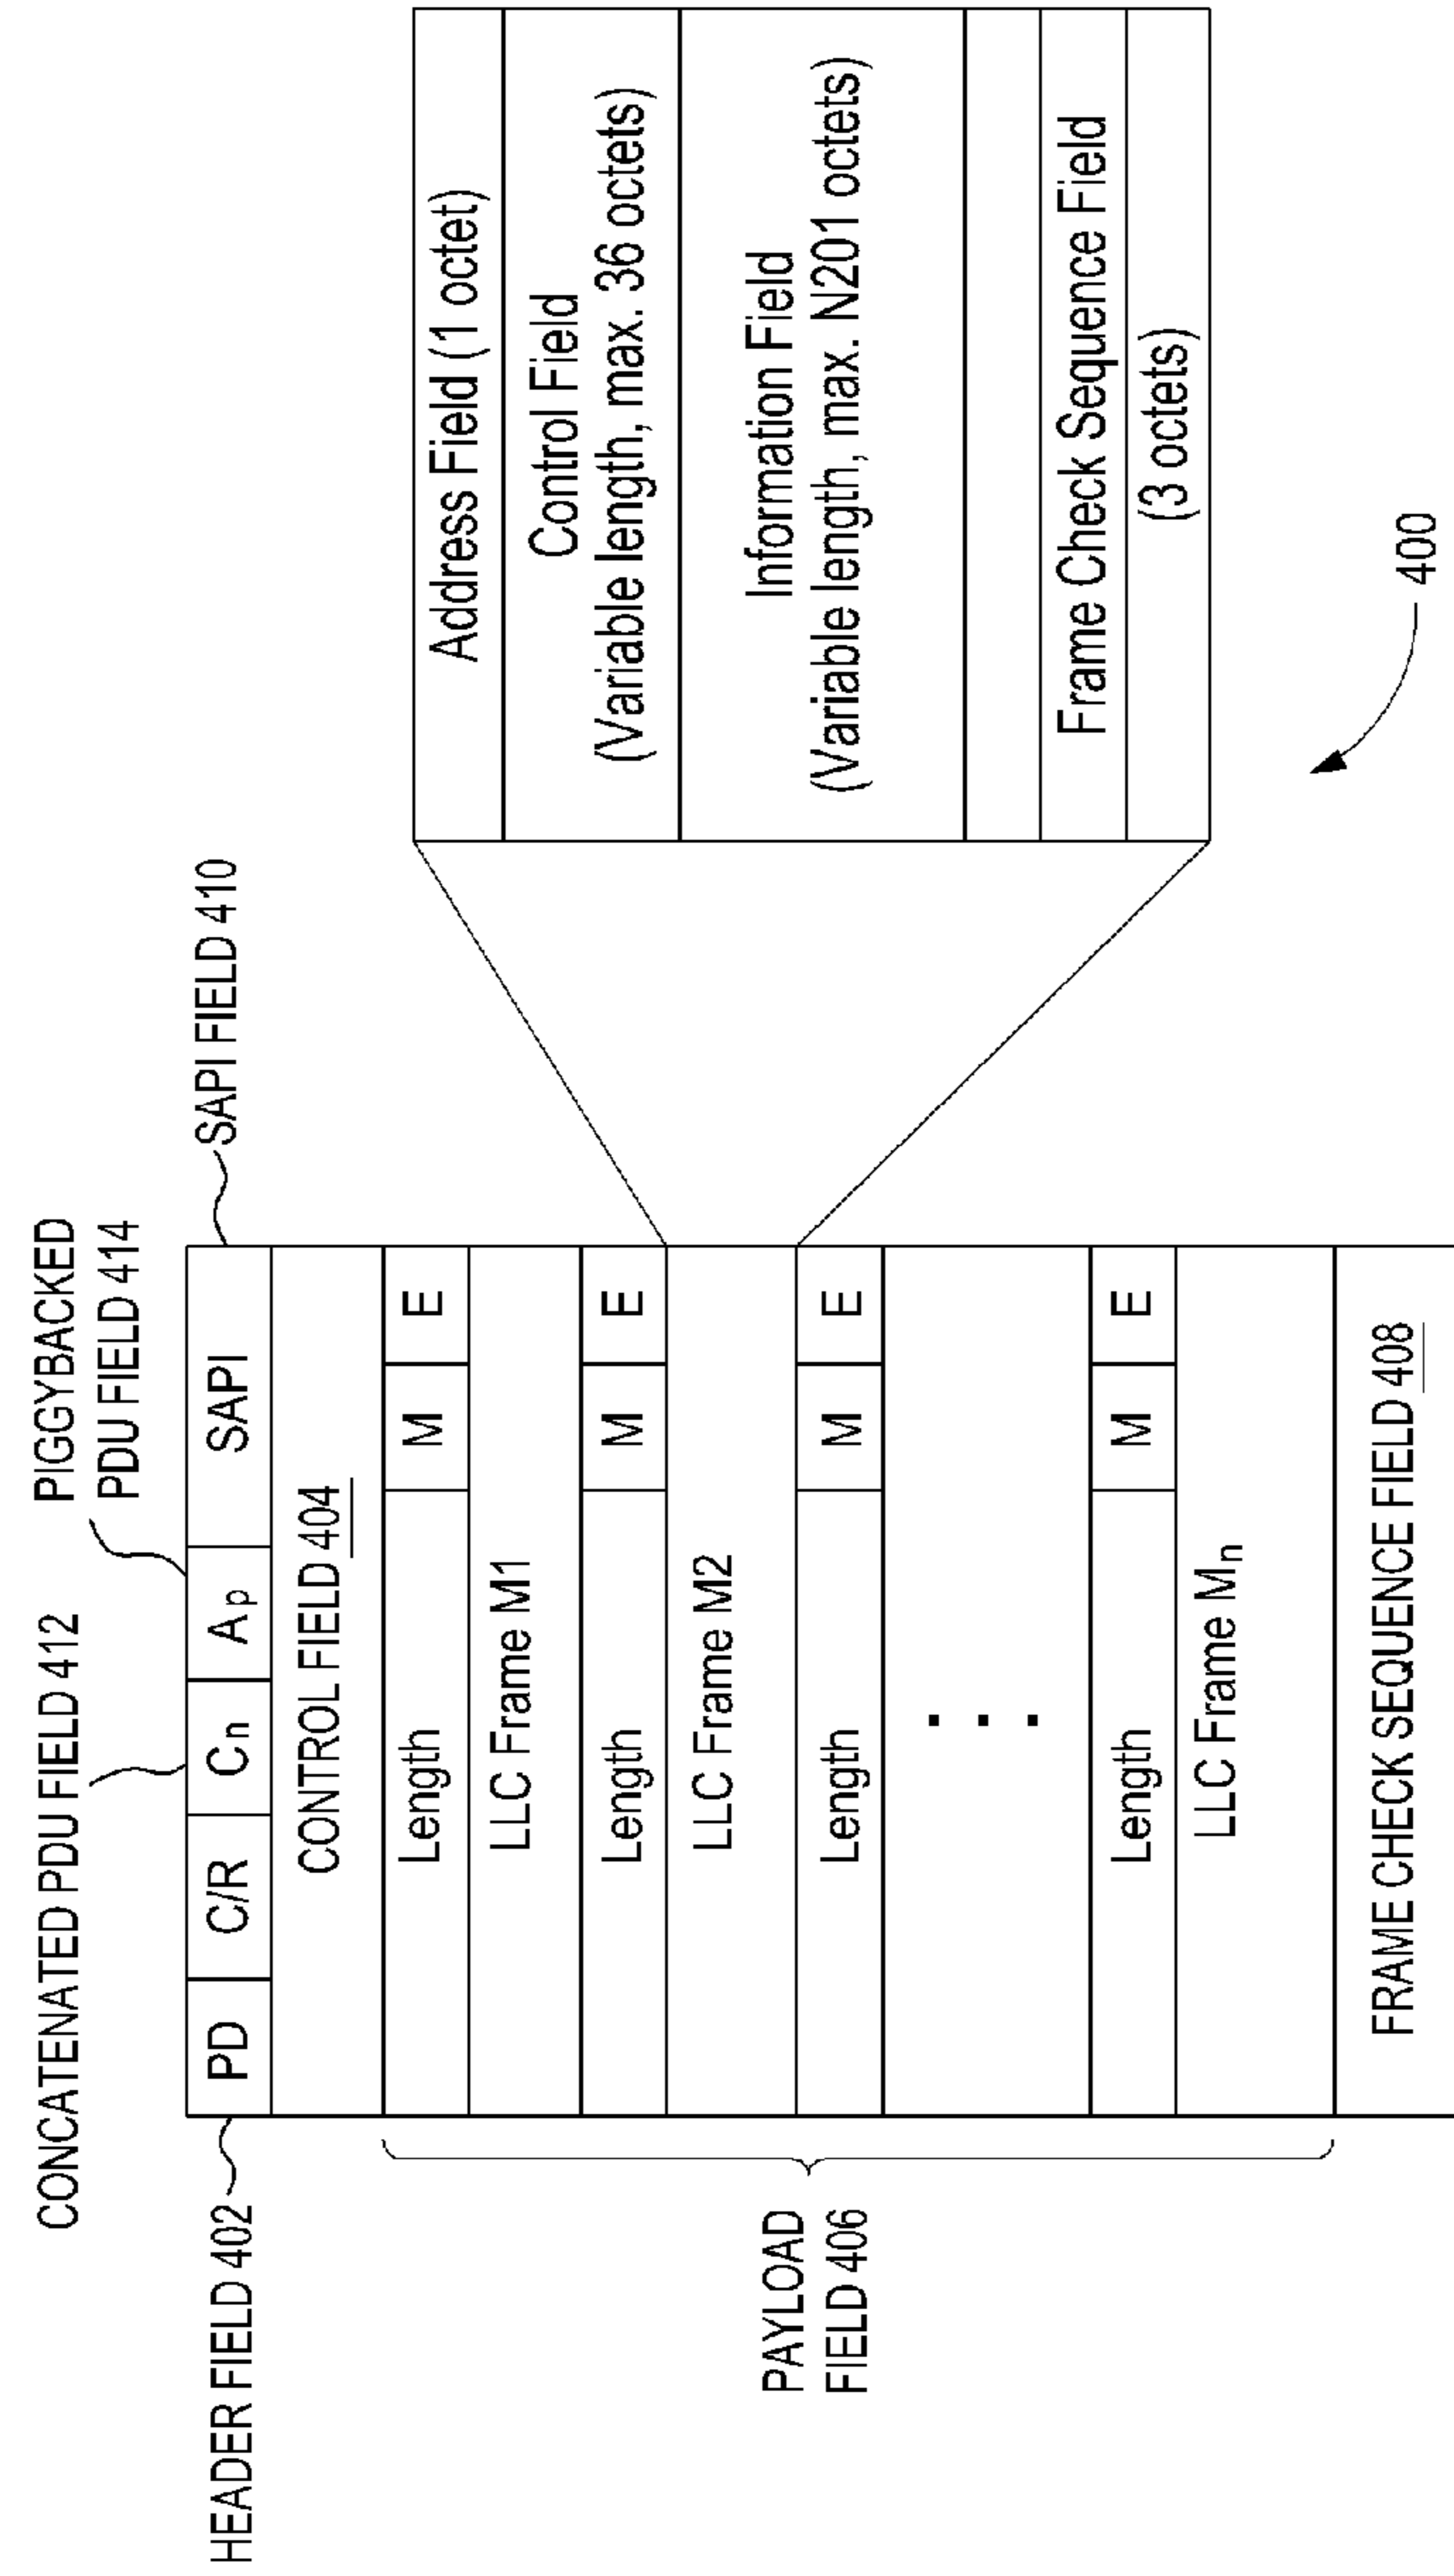 CONCATENATED PDU FIELD 412
PIGGYBACKED
PDU FIELD 414
HEADER FIELD 402
PD C/R Cn Ap SAPI
SAPI FIELD 410
CONTROL FIELD 404
Length M E
LLC Frame M1
Length M E
LLC Frame M2
Length M E
Length M E
LLC Frame Mn
FRAME CHECK SEQUENCE FIELD 408
PAYLOAD
FIELD 406
Address Field (1 octet)
Control Field
(Variable length, max. 36 octets)
Information Field
(Variable length, max. N201 octets)
Frame Check Sequence Field
(3 octets)
400